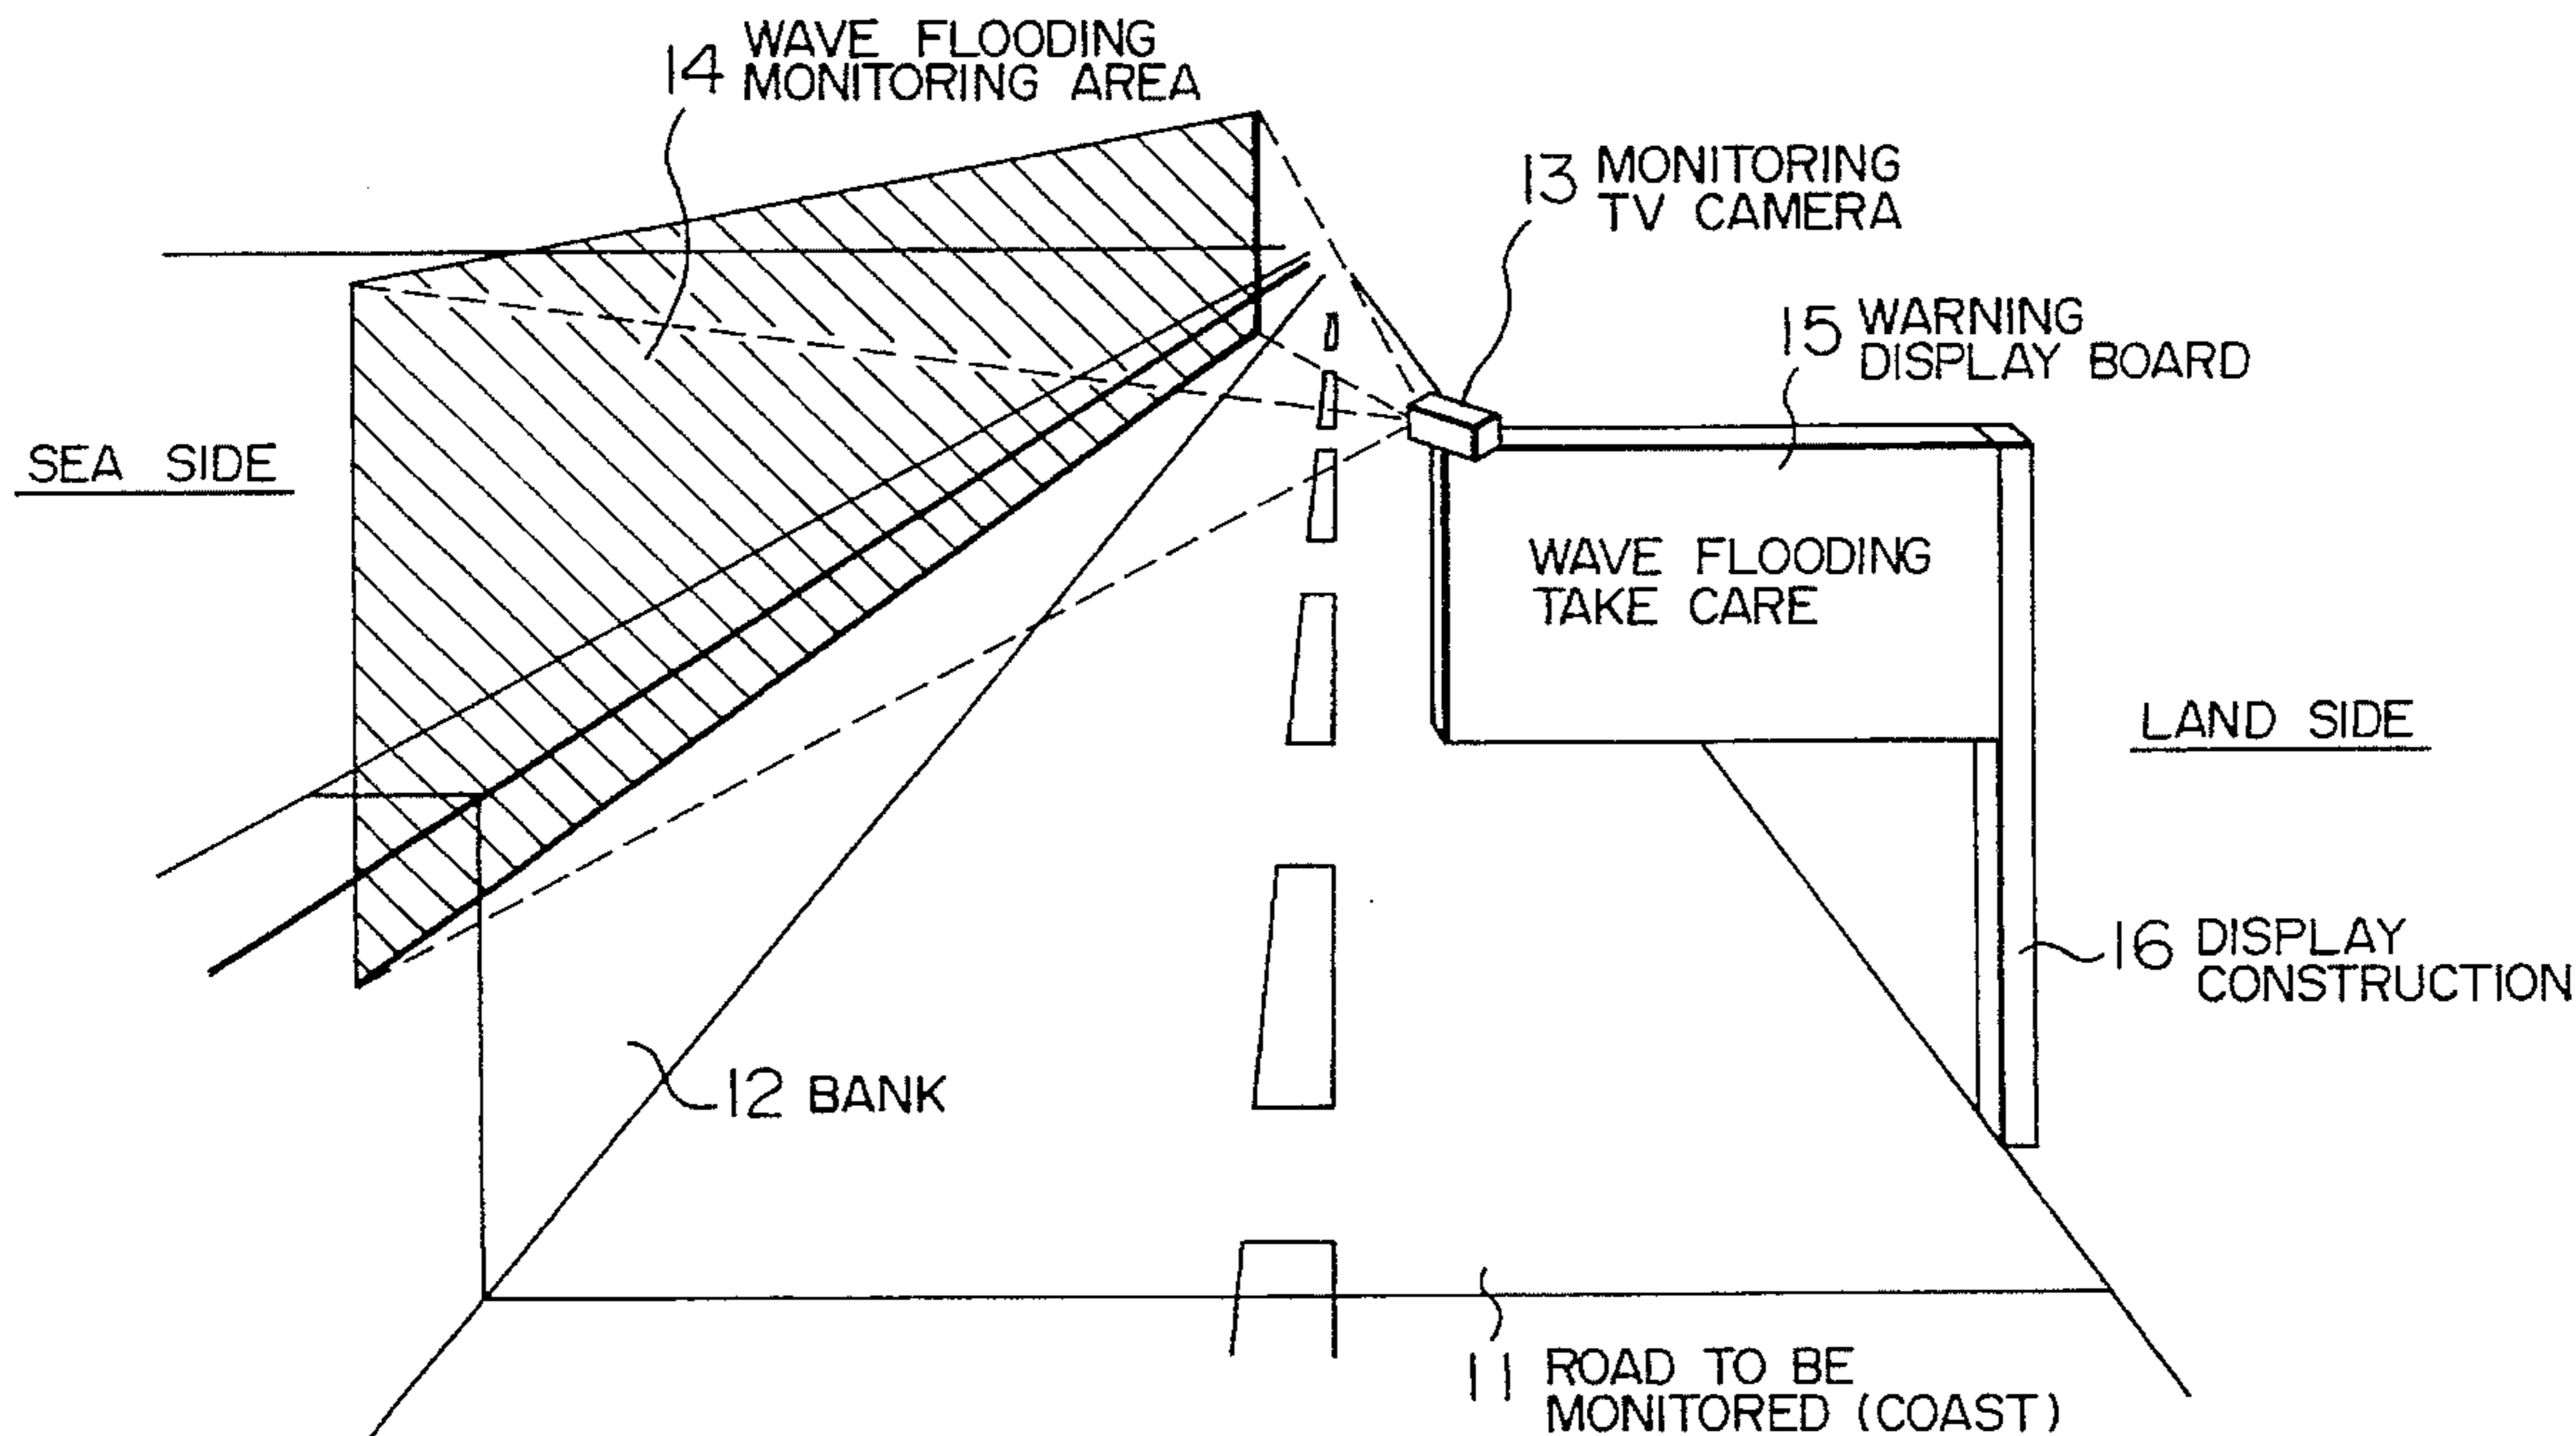 14 WAVE FLOODING
MONITORING AREA
13 MONITORING
TV CAMERA
15 WARNING
DISPLAY BOARD
SEA SIDE
WAVE FLOODING
TAKE CARE
LAND SIDE
16 DISPLAY
CONSTRUCTION
12 BANK
11 ROAD TO BE
MONITORED (COAST)